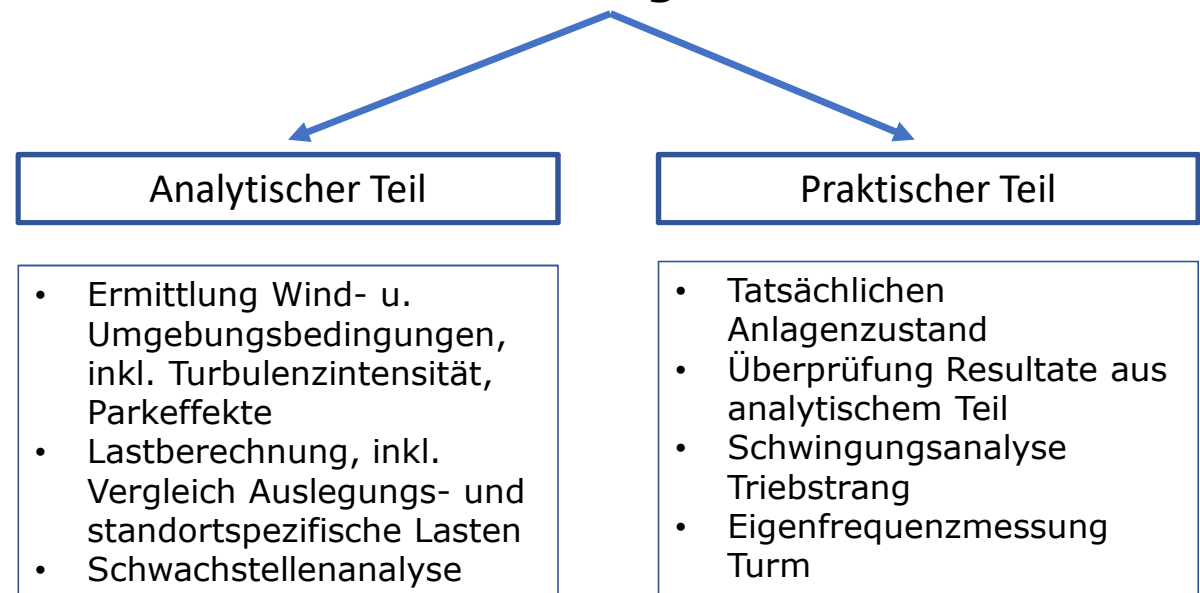 Analytischer Teil
Praktischer Teil
• Ermittlung Wind- u.
Umgebungsbedingungen,
inkl. Turbulenzintensität,
Parkeffekte
• Lastberechnung, inkl.
Vergleich Auslegungs- und
standortspezifische Lasten
• Schwachstellenanalyse
• Tatsächlichen
Anlagenzustand
• Überprüfung Resultate aus
analytischem Teil
• Schwingungsanalyse
Triebstrang
• Eigenfrequenzmessung
Turm